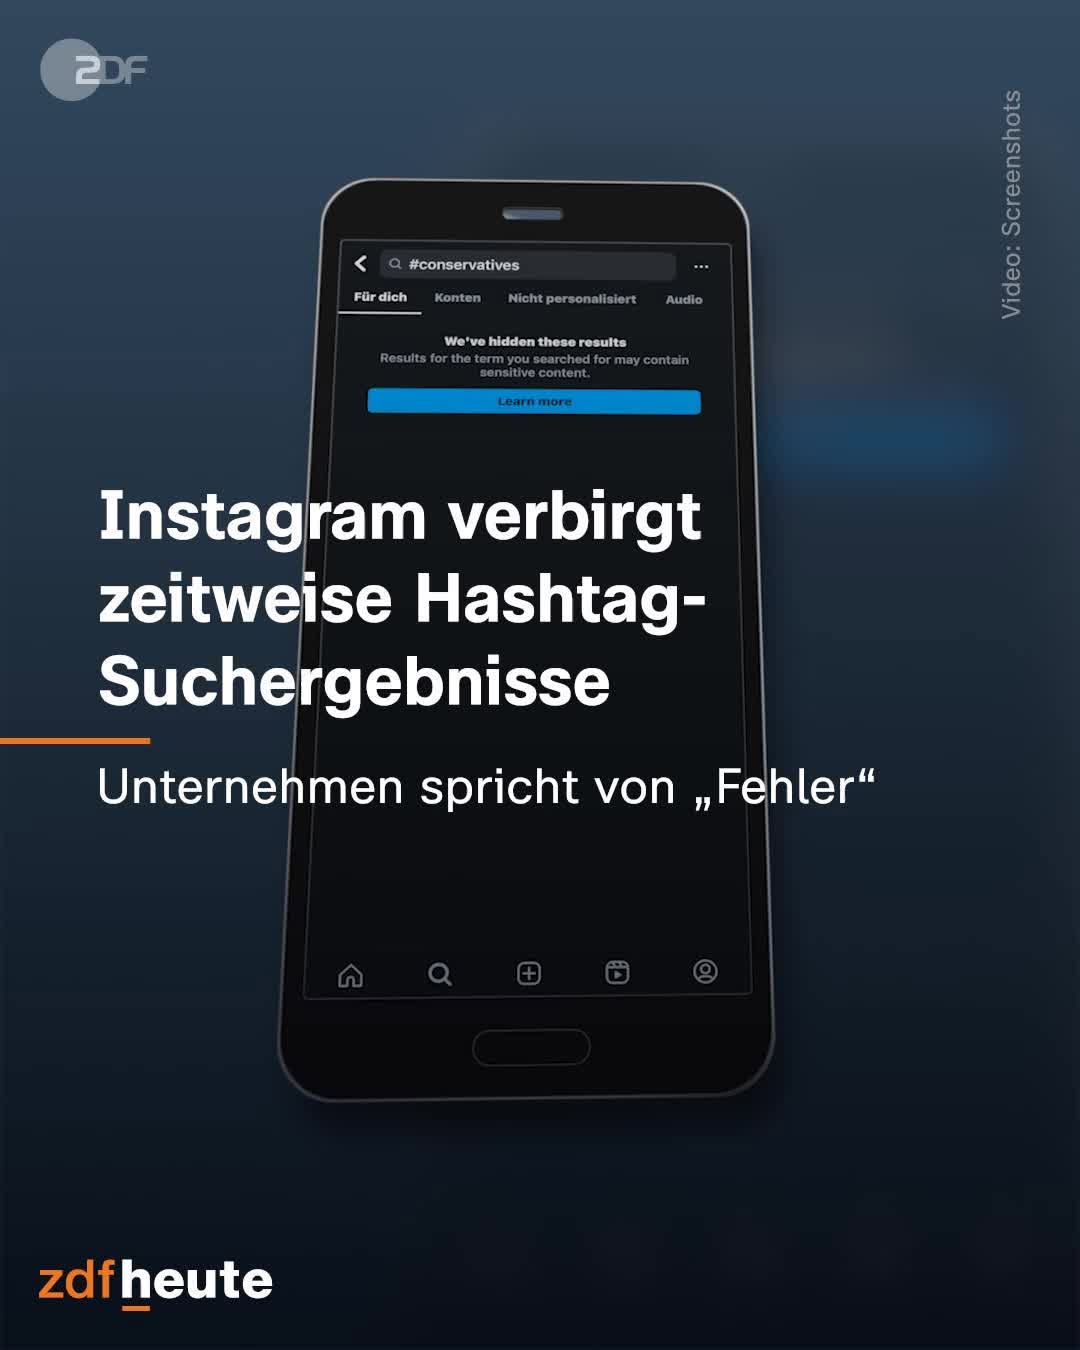 ZDF
Video: Screenshots
#conservatives
Für dich Konten Nicht personalisiert Audio
We've hidden these results
Results for the term you searched for may contain
sensitive content.
Learn more
Instagram verbirgt
zeitweise Hashtag-
Suchergebnisse
Unternehmen spricht von „Fehler“
zdfheute